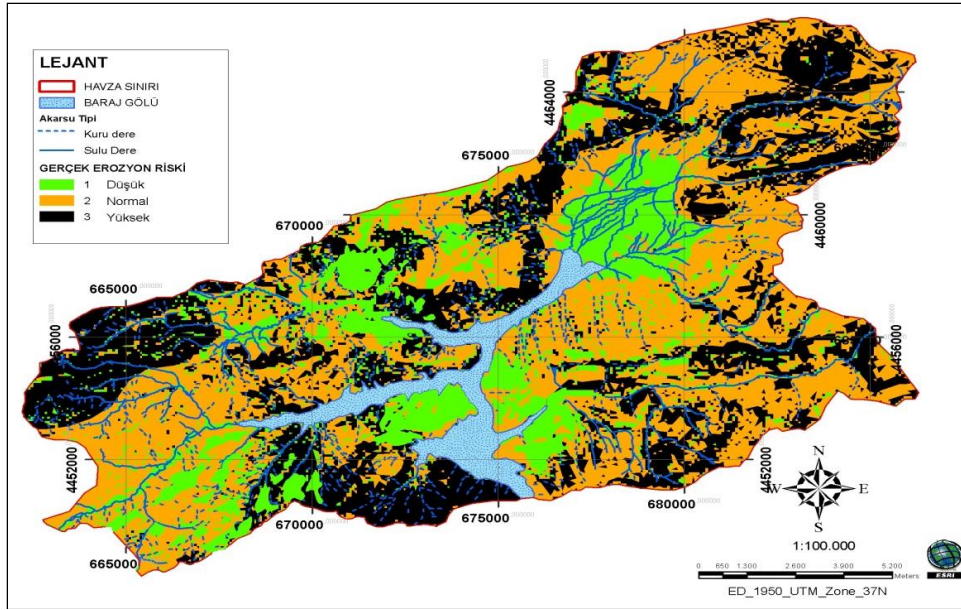 LEJANT
HAVZA SINIRI
BARAJ GÖLÜ
Akarsu Tipi
Kuru dere
Sulu Dere
GERÇEK EROZYON RİSKİ
1 Düşük
2 Normal
3 Yüksek
4464000
675000
4460000
670000
665000
56000
456000
4452000
4452000
680000
675000
670000
665000
N
W E
S
1:100.000
0 650 1.300 2.600 3.900 5.200
Meters
ED_1950_UTM_Zone_37N
ESRI